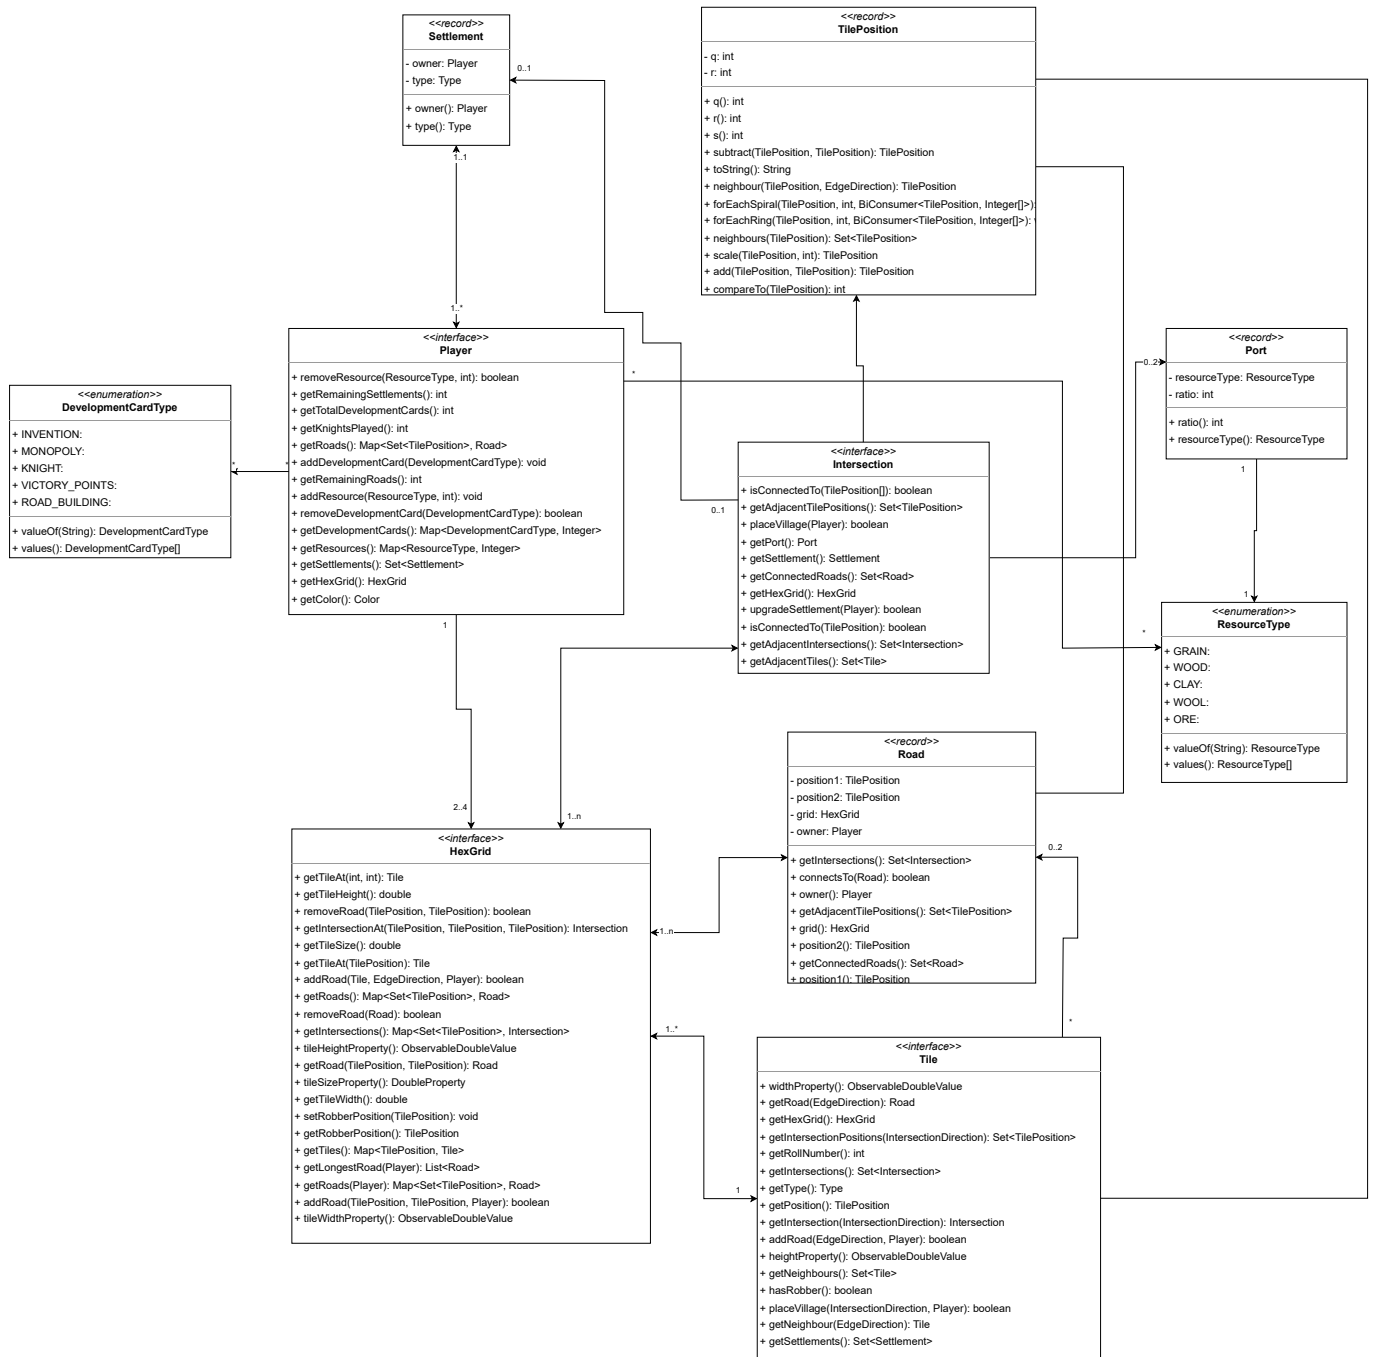 <<record>>
Settlement
- owner: Player
- type: Type
+ owner(): Player
+ type(): Type
0..1
1..1
1..*
<<record>>
TilePosition
- q: int
- r: int
+ q(): int
+ r(): int
+ s(): int
+ subtract(TilePosition, TilePosition): TilePosition
+ toString(): String
+ neighbour(TilePosition, EdgeDirection): TilePosition
+ forEachSpiral(TilePosition, int, BiConsumer<TilePosition, Integer[]>):
+ forEachRing(TilePosition, int, BiConsumer<TilePosition, Integer[]>):
+ neighbours(TilePosition): Set<TilePosition>
+ scale(TilePosition, int): TilePosition
+ add(TilePosition, TilePosition): TilePosition
+ compareTo(TilePosition): int
<<interface>>
Player
+ removeResource(ResourceType, int): boolean
+ getRemainingSettlements(): int
+ getTotalDevelopmentCards(): int
+ getKnightsPlayed(): int
+ getRoads(): Map<Set<TilePosition>, Road>
+ addDevelopmentCard(DevelopmentCardType): void
+ getRemainingRoads(): int
+ addResource(ResourceType, int): void
+ removeDevelopmentCard(DevelopmentCardType): boolean
+ getDevelopmentCards(): Map<DevelopmentCardType, Integer>
+ getResources(): Map<ResourceType, Integer>
+ getSettlements(): Set<Settlement>
+ getHexGrid(): HexGrid
+ getColor(): Color
*
<<enumeration>>
DevelopmentCardType
+ INVENTION:
+ MONOPOLY:
+ KNIGHT:
+ VICTORY_POINTS:
+ ROAD_BUILDING:
+ valueOf(String): DevelopmentCardType
+ values(): DevelopmentCardType[]
*
*
<<record>>
Port
- resourceType: ResourceType
- ratio: int
+ ratio(): int
+ resourceType(): ResourceType
0..2
1
1
<<interface>>
Intersection
+ isConnectedTo(TilePosition[]): boolean
+ getAdjacentTilePositions(): Set<TilePosition>
+ placeVillage(Player): boolean
+ getPort(): Port
+ getSettlement(): Settlement
+ getConnectedRoads(): Set<Road>
+ getHexGrid(): HexGrid
+ upgradeSettlement(Player): boolean
+ isConnectedTo(TilePosition): boolean
+ getAdjacentIntersections(): Set<Intersection>
+ getAdjacentTiles(): Set<Tile>
0..1
<<enumeration>>
ResourceType
+ GRAIN:
+ WOOD:
+ CLAY:
+ WOOL:
+ ORE:
+ valueOf(String): ResourceType
+ values(): ResourceType[]
*
1
2..4
1..n
<<record>>
Road
- position1: TilePosition
- position2: TilePosition
- grid: HexGrid
- owner: Player
+ getIntersections(): Set<Intersection>
+ connectsTo(Road): boolean
+ owner(): Player
+ getAdjacentTilePositions(): Set<TilePosition>
+ grid(): HexGrid
+ position2(): TilePosition
+ getConnectedRoads(): Set<Road>
+ position1(): TilePosition
0..2
*
<<interface>>
HexGrid
+ getTileAt(int, int): Tile
+ getTileHeight(): double
+ removeRoad(TilePosition, TilePosition): boolean
+ getIntersectionAt(TilePosition, TilePosition, TilePosition): Intersection
+ getTileSize(): double
+ getTileAt(TilePosition): Tile
+ addRoad(Tile, EdgeDirection, Player): boolean
+ getRoads(): Map<Set<TilePosition>, Road>
+ removeRoad(Road): boolean
+ getIntersections(): Map<Set<TilePosition>, Intersection>
+ tileHeightProperty(): ObservableDoubleValue
+ getRoad(TilePosition, TilePosition): Road
+ tileSizeProperty(): DoubleProperty
+ getTileWidth(): double
+ setRobberPosition(TilePosition): void
+ getRobberPosition(): TilePosition
+ getTiles(): Map<TilePosition, Tile>
+ getLongestRoad(Player): List<Road>
+ getRoads(Player): Map<Set<TilePosition>, Road>
+ addRoad(TilePosition, TilePosition, Player): boolean
+ tileWidthProperty(): ObservableDoubleValue
1..n
1..*
1
<<interface>>
Tile
+ widthProperty(): ObservableDoubleValue
+ getRoad(EdgeDirection): Road
+ getHexGrid(): HexGrid
+ getIntersectionPositions(IntersectionDirection): Set<TilePosition>
+ getRollNumber(): int
+ getIntersections(): Set<Intersection>
+ getType(): Type
+ getPosition(): TilePosition
+ getIntersection(IntersectionDirection): Intersection
+ addRoad(EdgeDirection, Player): boolean
+ heightProperty(): ObservableDoubleValue
+ getNeighbours(): Set<Tile>
+ hasRobber(): boolean
+ placeVillage(IntersectionDirection, Player): boolean
+ getNeighbour(EdgeDirection): Tile
+ getSettlements(): Set<Settlement>